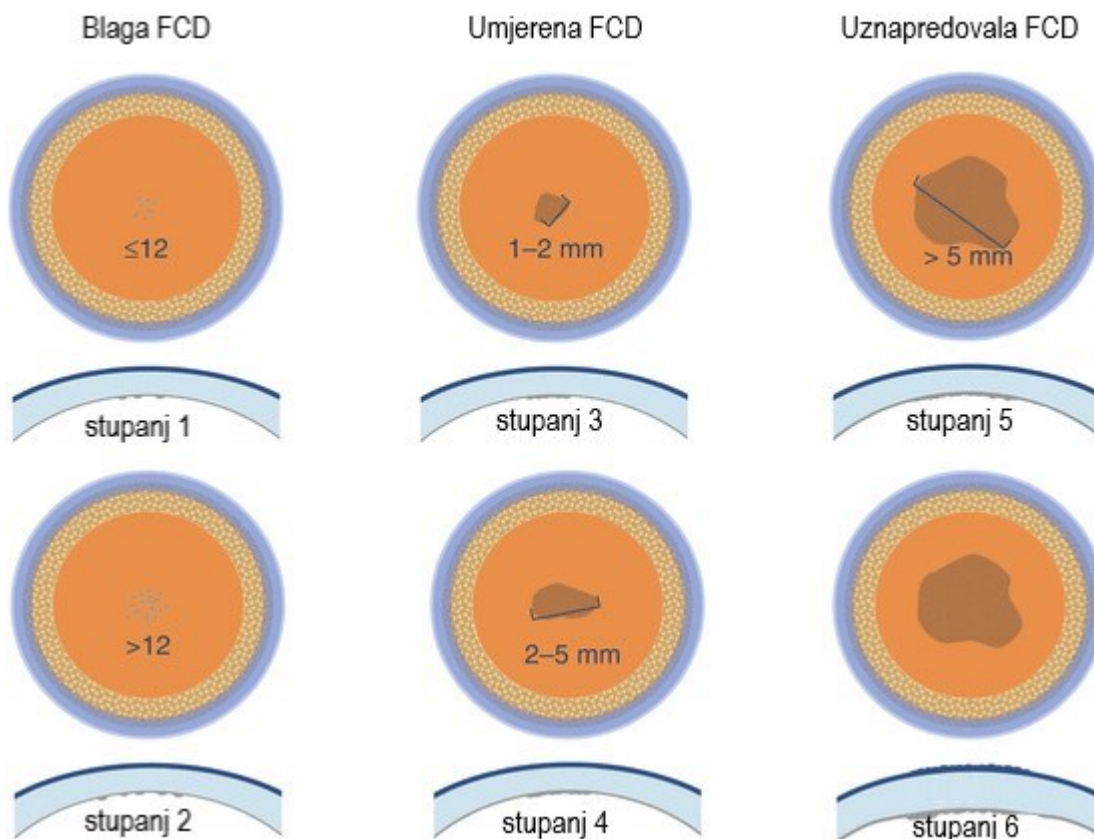 Blaga FCD
Umjerena FCD
Uznapredovala FCD
≤12
1–2 mm
> 5 mm
stupanj 1
stupanj 3
stupanj 5
>12
2–5 mm
stupanj 2
stupanj 4
stupanj 6